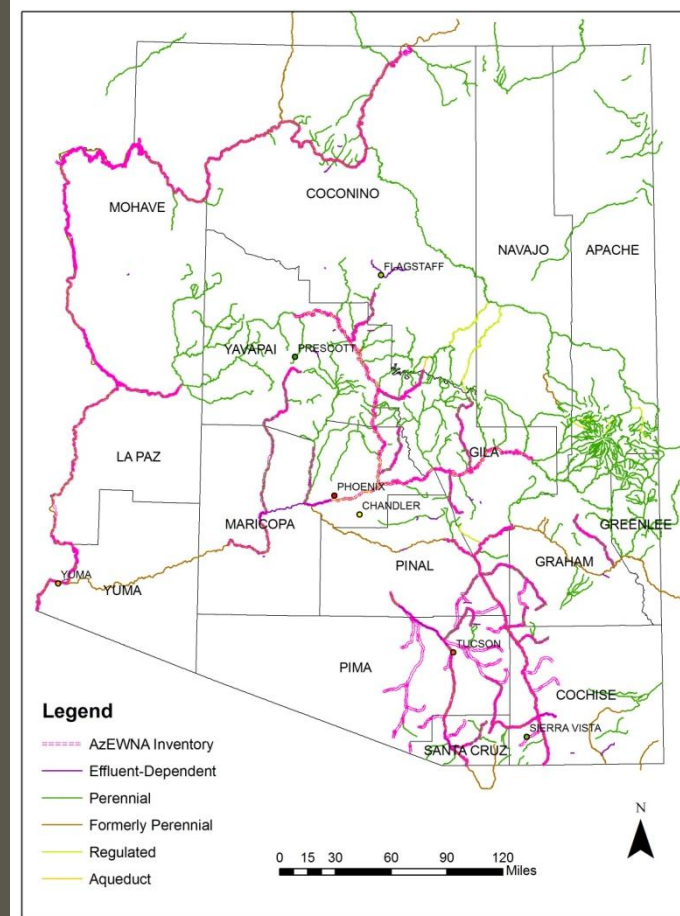 COCONINO
MOHAVE
NAVAJO
APACHE
FLAGSTAFF
YAVAPAI
PRESCOTT
LA PAZ
GILA
PHOENIX
CHANDLER
MARICOPA
GREENLEE
PINAL
GRAHAM
YUMA
YUMA
TUCSON
PIMA
COCHISE
SIERRA VISTA
SANTA CRUZ
Legend
AzEWNA Inventory
Effluent-Dependent
Perennial
Formerly Perennial
Regulated
Aqueduct
N
0 15 30 60 90 120
Miles